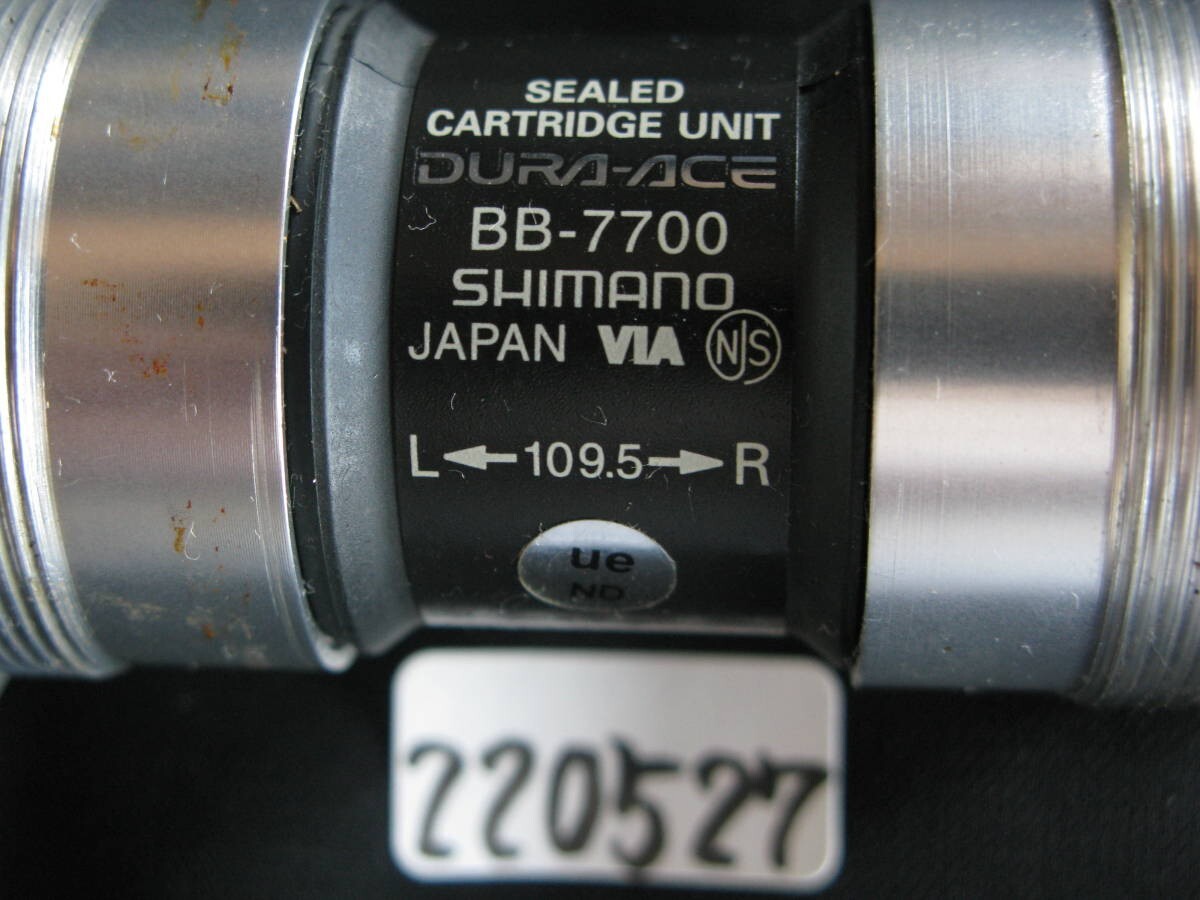 SEALED
CARTRIDGE UNIT
DURA-ACE
BB-7700
SHIMANO
JAPAN VIA NJS
L←109.5→R
ue
ND
220527